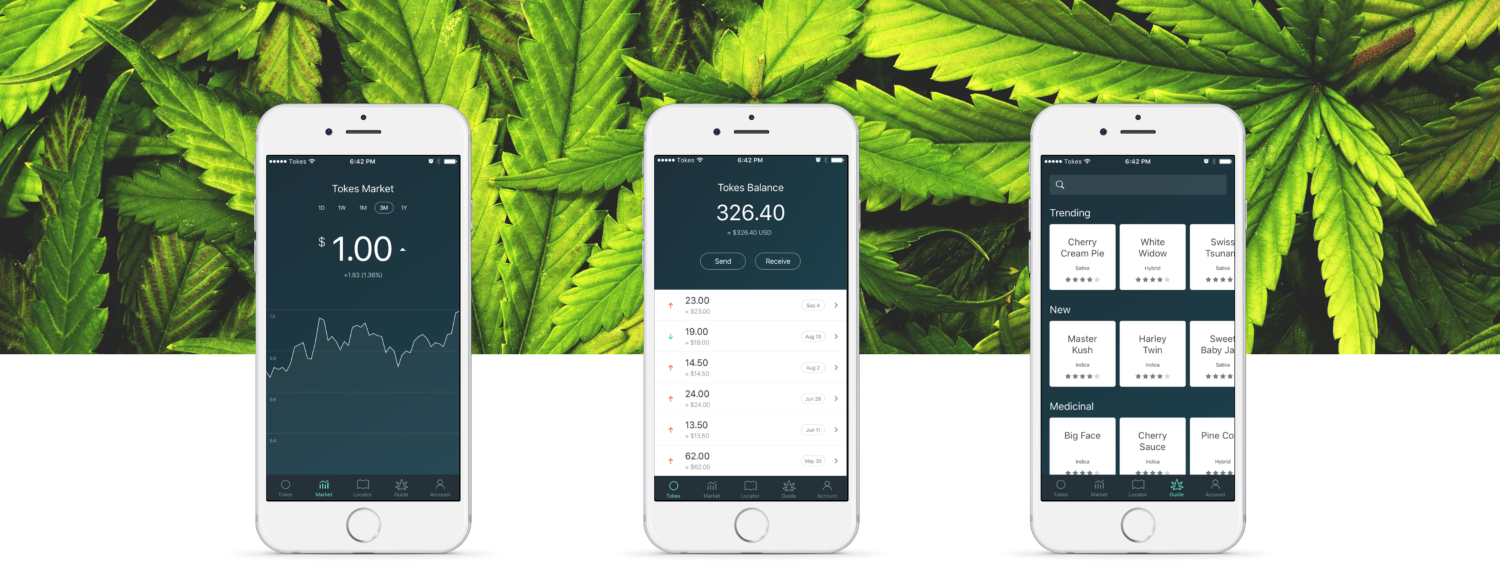 Tokes
6:42 PM
Tokes Market
1D 1W 1M 3M 1Y
$ 1.00
+1.83 (1.36%)
1.0
0.8
0.6
0.4
Tokes Market Locator Guide Account
Tokes
6:42 PM
Tokes Balance
326.40
≈ $326.40 USD
Send Receive
23.00
≈ $23.00
Sep 4
19.00
≈ $19.00
Aug 13
14.50
≈ $14.50
Aug 2
24.00
≈ $24.00
Jun 28
13.50
≈ $13.50
Jun 11
62.00
≈ $62.00
May 30
Tokes Market Locator Guide Account
Tokes
6:42 PM
Trending
Cherry
Cream Pie
Sativa
White
Widow
Hybrid
Swiss
Tsunam
Sativa
New
Master
Kush
Indica
Harley
Twin
Indica
Sweet
Baby Ja
Sativa
Medicinal
Big Face
Indica
Cherry
Sauce
Indica
Pine Co
Hybrid
Tokes Market Locator Guide Account